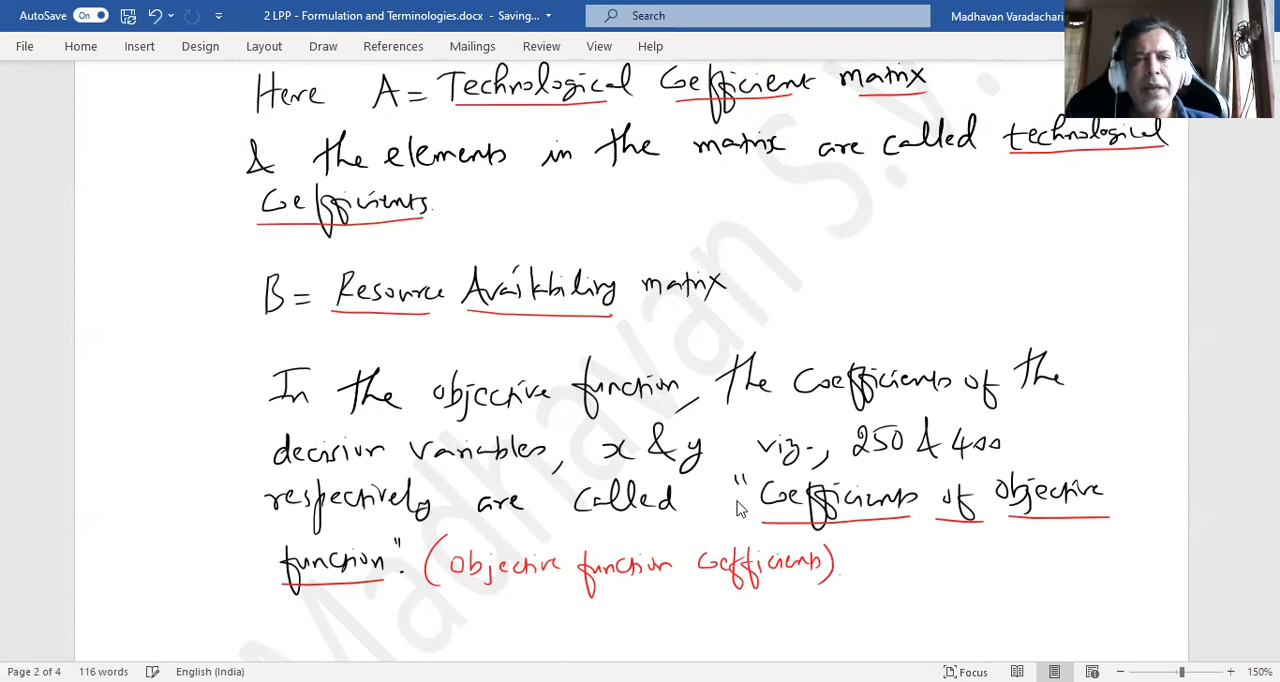 AutoSave On 2 LPP - Formulation and Terminologies.docx - Saving... Search Madhavan Varadachari
File Home Insert Design Layout Draw References Mailings Review View Help
Here A = Technological Coefficient matrix
& the elements in the matrix are called technological
Coefficients.
B = Resource Availability matrix
In the objective function, the Coefficients of the
decision variables, x & y viz., 250 & 400
respectively are called "Coefficients of objective
function". (Objective function Coefficients).
Madhavan S.V.
Page 2 of 4 116 words English (India) Focus 150%